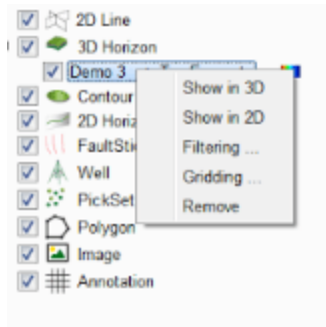 2D Line
3D Horizon
Demo 3
Contour
2D Horiz
FaultStic
Well
PickSet
Polygon
Image
Annotation
Show in 3D
Show in 2D
Filtering ...
Gridding ...
Remove